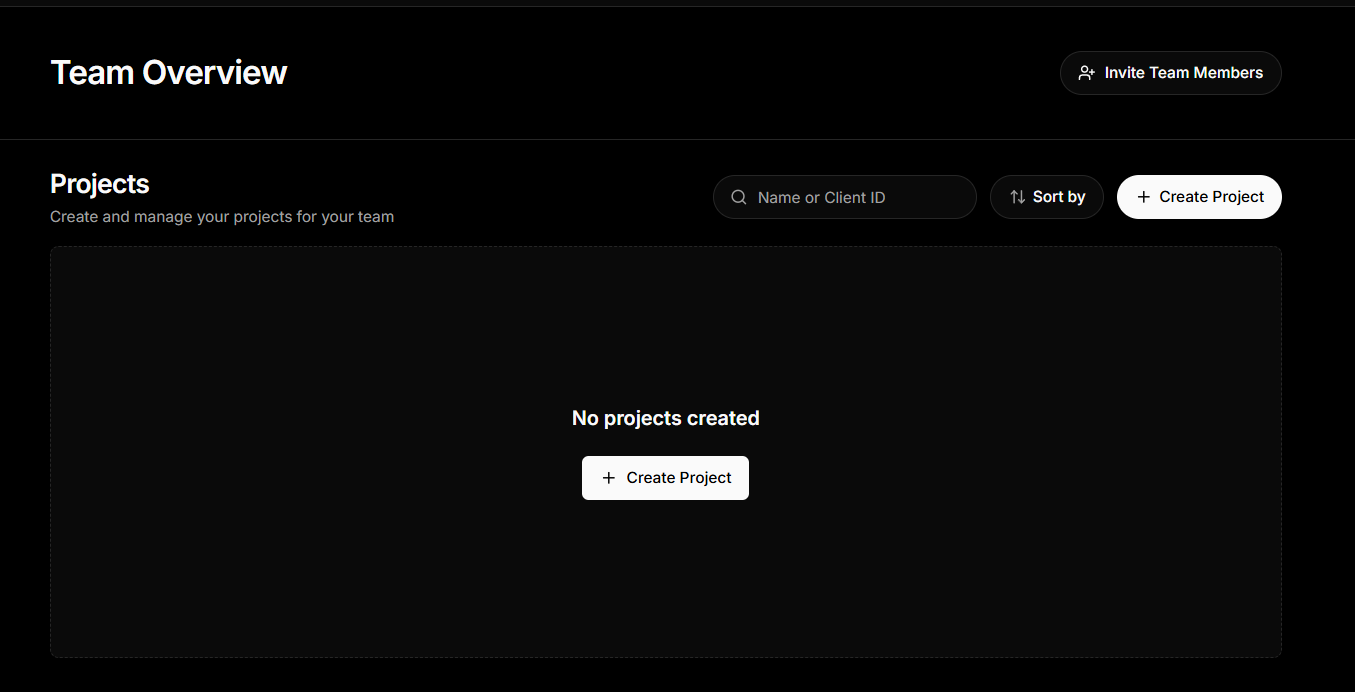 Team Overview
Invite Team Members
Projects
Create and manage your projects for your team
Name or Client ID
Sort by
Create Project
No projects created
Create Project